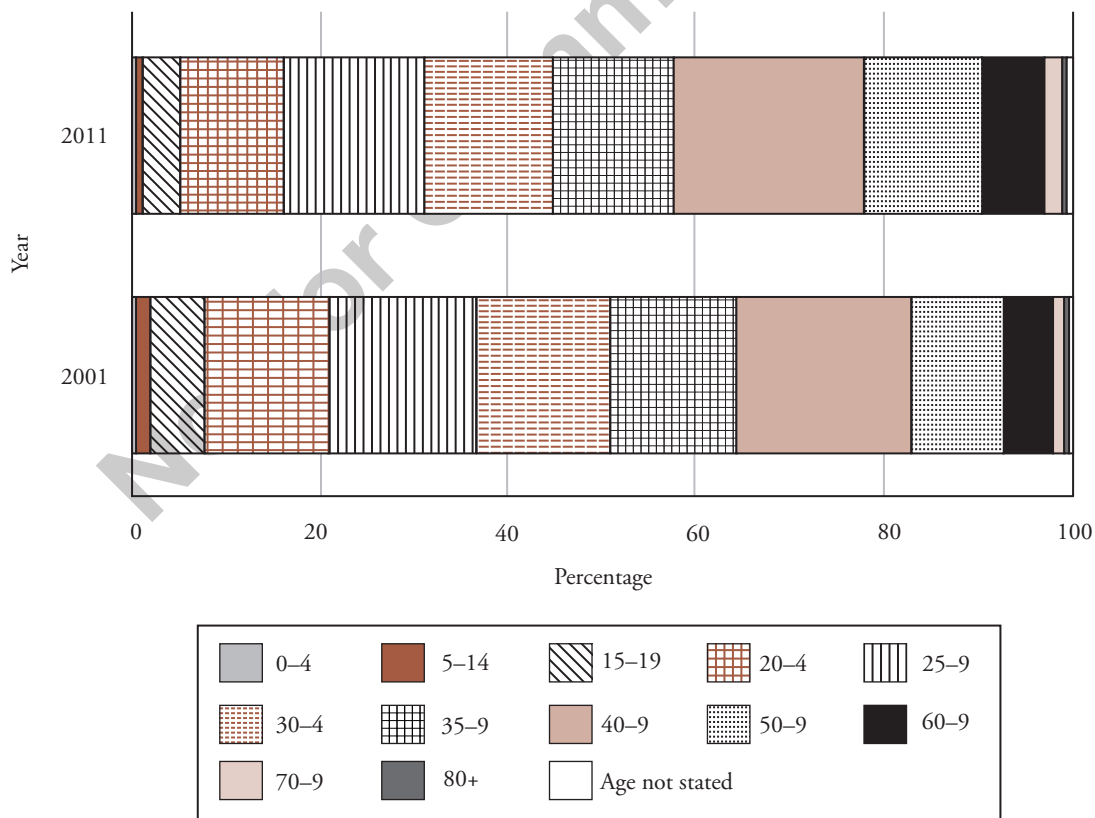 2011
Year
2001
0 20 40 60 80 100
Percentage
0–4 5–14 15–19 20–4 25–9
30–4 35–9 40–9 50–9 60–9
70–9 80+ Age not stated